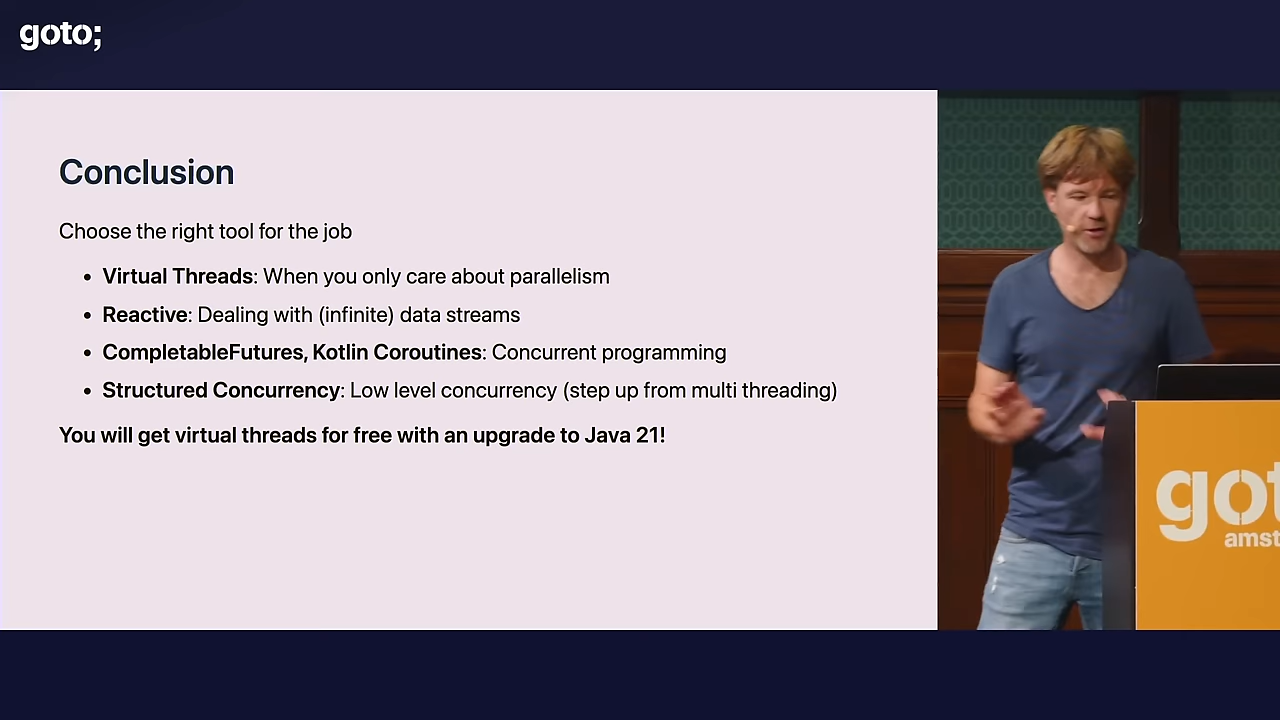 goto;
Conclusion
Choose the right tool for the job
• Virtual Threads: When you only care about parallelism
• Reactive: Dealing with (infinite) data streams
• CompletableFutures, Kotlin Coroutines: Concurrent programming
• Structured Concurrency: Low level concurrency (step up from multi threading)
You will get virtual threads for free with an upgrade to Java 21!
got
amst